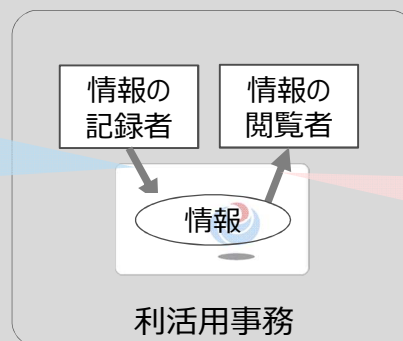 情報の
記録者
情報の
閲覧者
情報
利活用事務